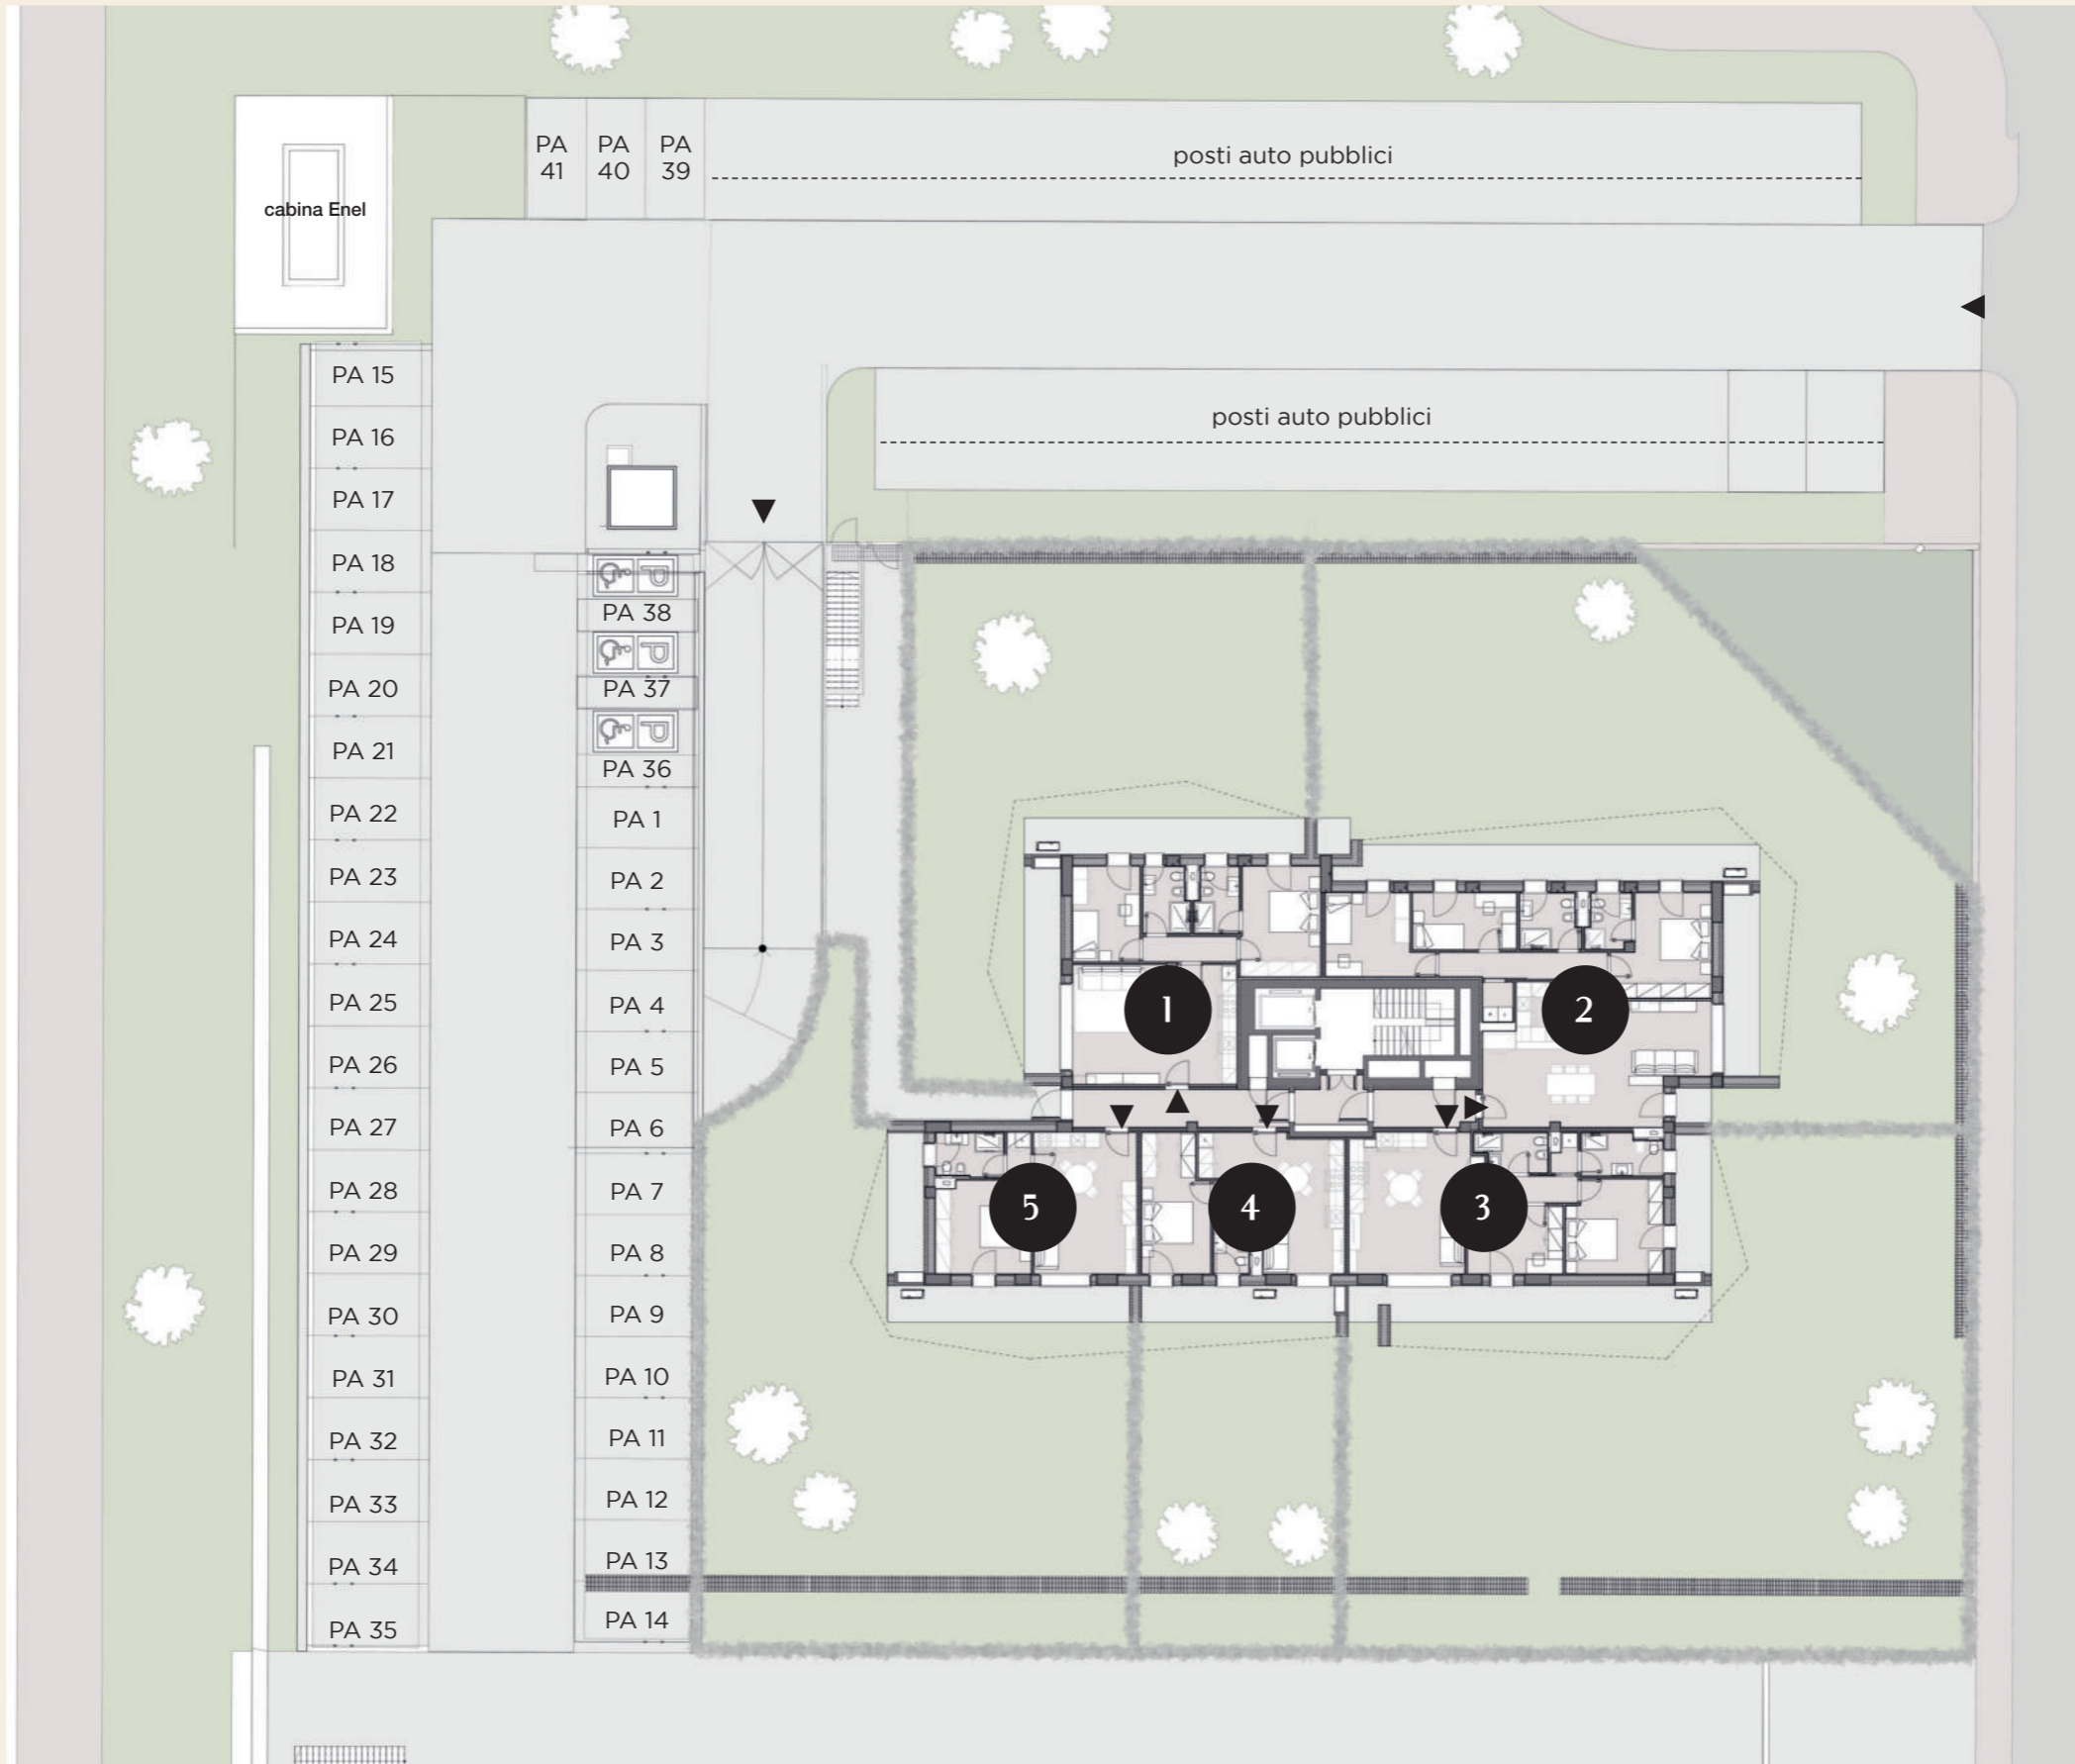 PA
41
PA
40
PA
39
posti auto pubblici
cabina Enel
posti auto pubblici
PA 15
PA 16
PA 17
PA 18
PA 19
PA 20
PA 21
PA 22
PA 23
PA 24
PA 25
PA 26
PA 27
PA 28
PA 29
PA 30
PA 31
PA 32
PA 33
PA 34
PA 35
P
PA 38
P
PA 37
P
PA 36
PA 1
PA 2
PA 3
PA 4
PA 5
PA 6
PA 7
PA 8
PA 9
PA 10
PA 11
PA 12
PA 13
PA 14
1
2
5
4
3